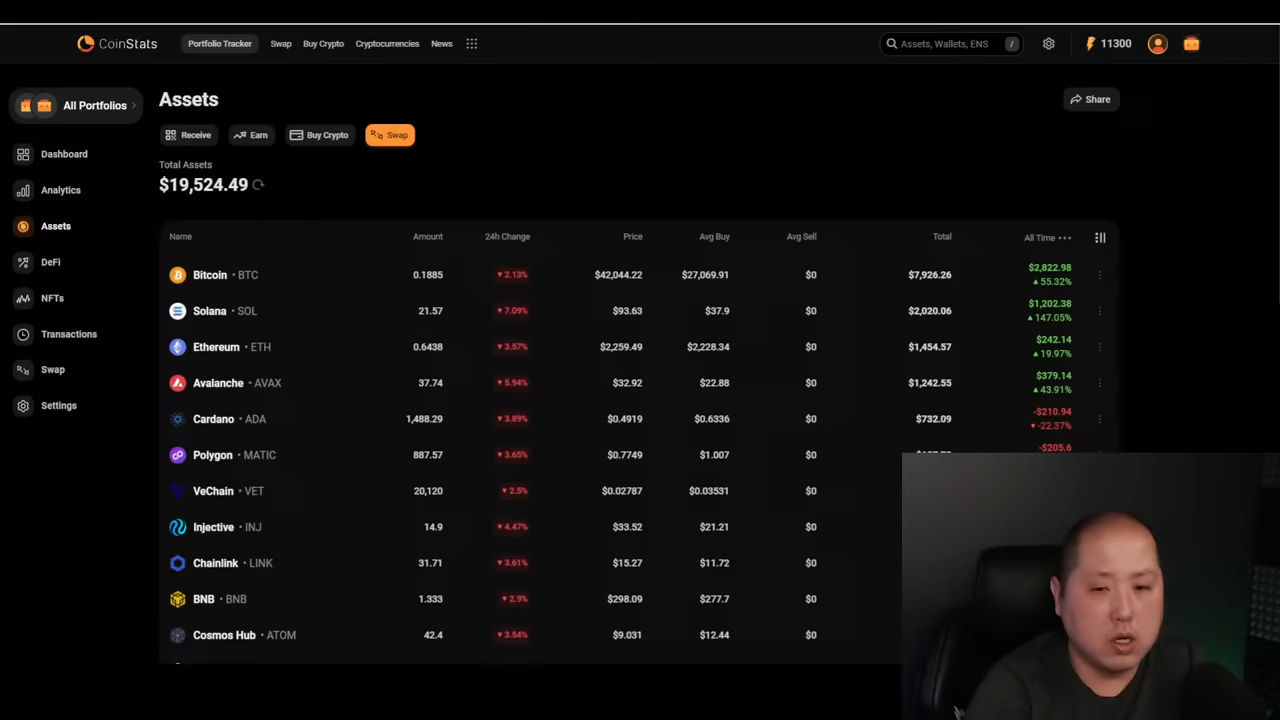 CoinStats Portfolio Tracker Swap Buy Crypto Cryptocurrencies News Assets, Wallets, ENS / 11300
All Portfolios
Dashboard
Analytics
Assets
DeFi
NFTs
Transactions
Swap
Settings
Assets
Share
Receive Earn Buy Crypto Swap
Total Assets
$19,524.49
Name Amount 24h Change Price Avg Buy Avg Sell Total All Time
Bitcoin • BTC 0.1885 ▼ 2.13% $42,044.22 $27,069.91 $0 $7,926.26 $2,822.98
▲ 55.32%
Solana • SOL 21.57 ▼ 7.09% $93.63 $37.9 $0 $2,020.06 $1,202.38
▲ 147.05%
Ethereum • ETH 0.6438 ▼ 3.57% $2,259.49 $2,228.34 $0 $1,454.57 $242.14
▲ 19.97%
Avalanche • AVAX 37.74 ▼ 5.94% $32.92 $22.88 $0 $1,242.55 $379.14
▲ 43.91%
Cardano • ADA 1,488.29 ▼ 3.89% $0.4919 $0.6336 $0 $732.09 -$210.94
▼ -22.37%
Polygon • MATIC 887.57 ▼ 3.65% $0.7749 $1.007 $0 -$205.6
VeChain • VET 20,120 ▼ 2.5% $0.02787 $0.03531 $0
Injective • INJ 14.9 ▼ 4.47% $33.52 $21.21 $0
Chainlink • LINK 31.71 ▼ 3.61% $15.27 $11.72 $0
BNB • BNB 1.333 ▼ 2.9% $298.09 $277.7 $0
Cosmos Hub • ATOM 42.4 ▼ 3.54% $9.031 $12.44 $0